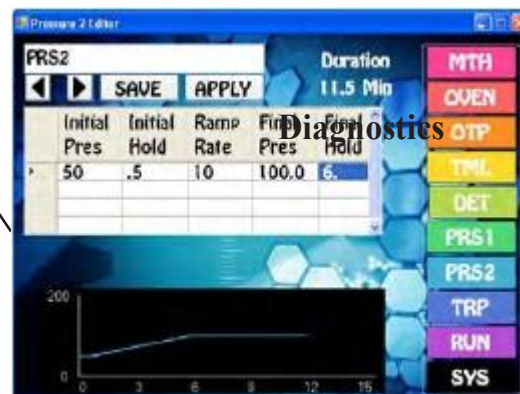 Pressure 2 Editor
PRS2
SAVE APPLY
Duration
11.5 Min
Initial Pres Initial Hold Ramp Rate Final Pres Final Hold
50 .5 10 100.0 6.
Diagnostics
MTH
OVEN
OTP
TML
DET
PRS1
PRS2
TRP
RUN
SYS
200
0
0 3 6 9 12 15